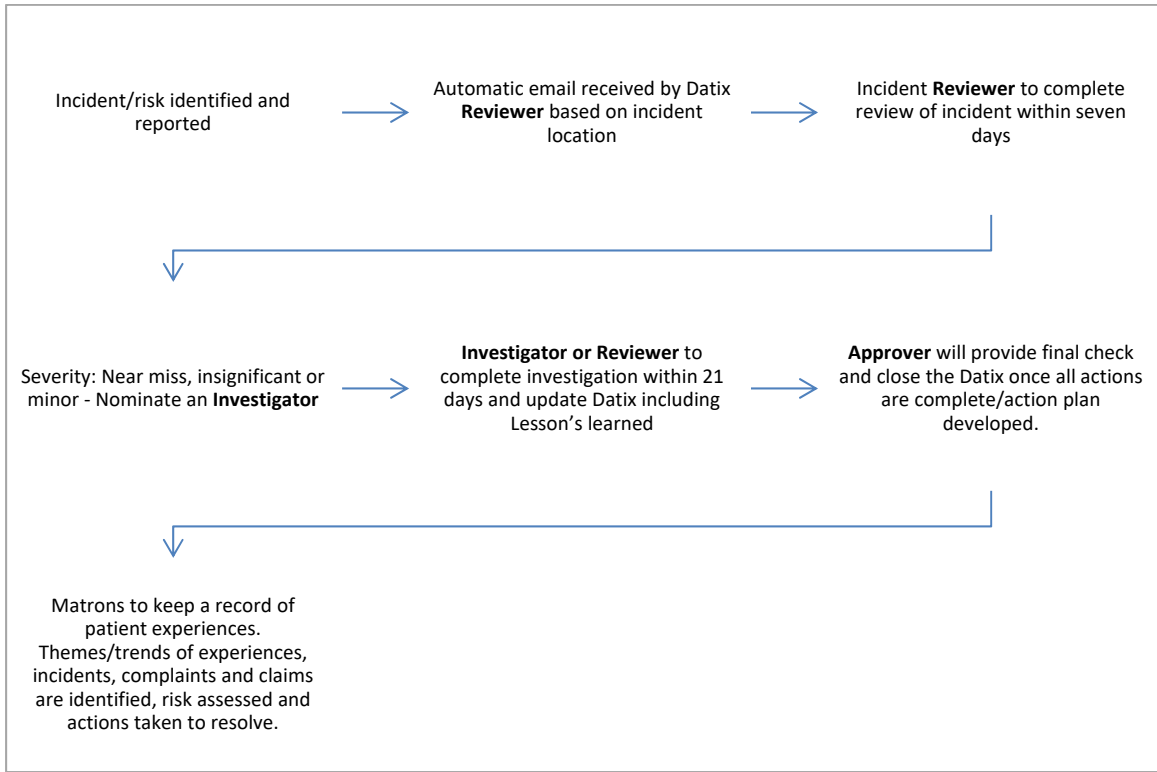 Incident/risk identified and
reported
Automatic email received by Datix
Reviewer based on incident
location
Incident Reviewer to complete
review of incident within seven
days
Severity: Near miss, insignificant or
minor - Nominate an Investigator
Investigator or Reviewer to
complete investigation within 21
days and update Datix including
Lesson's learned
Approver will provide final check
and close the Datix once all actions
are complete/action plan
developed.
Matrons to keep a record of
patient experiences.
Themes/trends of experiences,
incidents, complaints and claims
are identified, risk assessed and
actions taken to resolve.